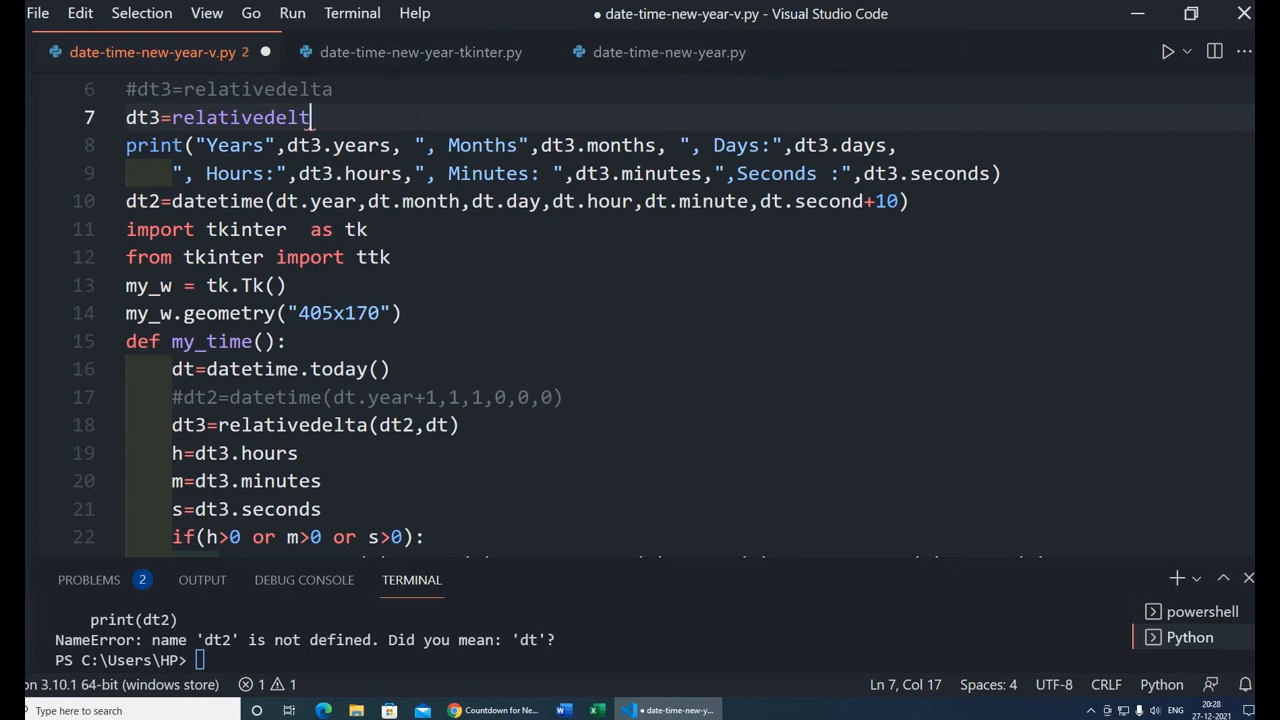 File Edit Selection View Go Run Terminal Help ● date-time-new-year-v.py - Visual Studio Code
date-time-new-year-v.py 2 date-time-new-year-tkinter.py date-time-new-year.py
6 #dt3=relativedelta
7 dt3=relativedelt
8 print("Years",dt3.years, ", Months",dt3.months, ", Days:",dt3.days,
9 ", Hours:",dt3.hours,", Minutes: ",dt3.minutes,",Seconds :",dt3.seconds)
10 dt2=datetime(dt.year,dt.month,dt.day,dt.hour,dt.minute,dt.second+10)
11 import tkinter  as tk
12 from tkinter import ttk
13 my_w = tk.Tk()
14 my_w.geometry("405x170")
15 def my_time():
16 dt=datetime.today()
17 #dt2=datetime(dt.year+1,1,1,0,0,0)
18 dt3=relativedelta(dt2,dt)
19 h=dt3.hours
20 m=dt3.minutes
21 s=dt3.seconds
22 if(h>0 or m>0 or s>0):
PROBLEMS 2 OUTPUT DEBUG CONSOLE TERMINAL
print(dt2)
NameError: name 'dt2' is not defined. Did you mean: 'dt'?
PS C:\Users\HP>
powershell
Python
on 3.10.1 64-bit (windows store) 1 1 Ln 7, Col 17 Spaces: 4 UTF-8 CRLF Python
Type here to search Countdown for Ne... date-time-new-y... 20:28
27-12-2021